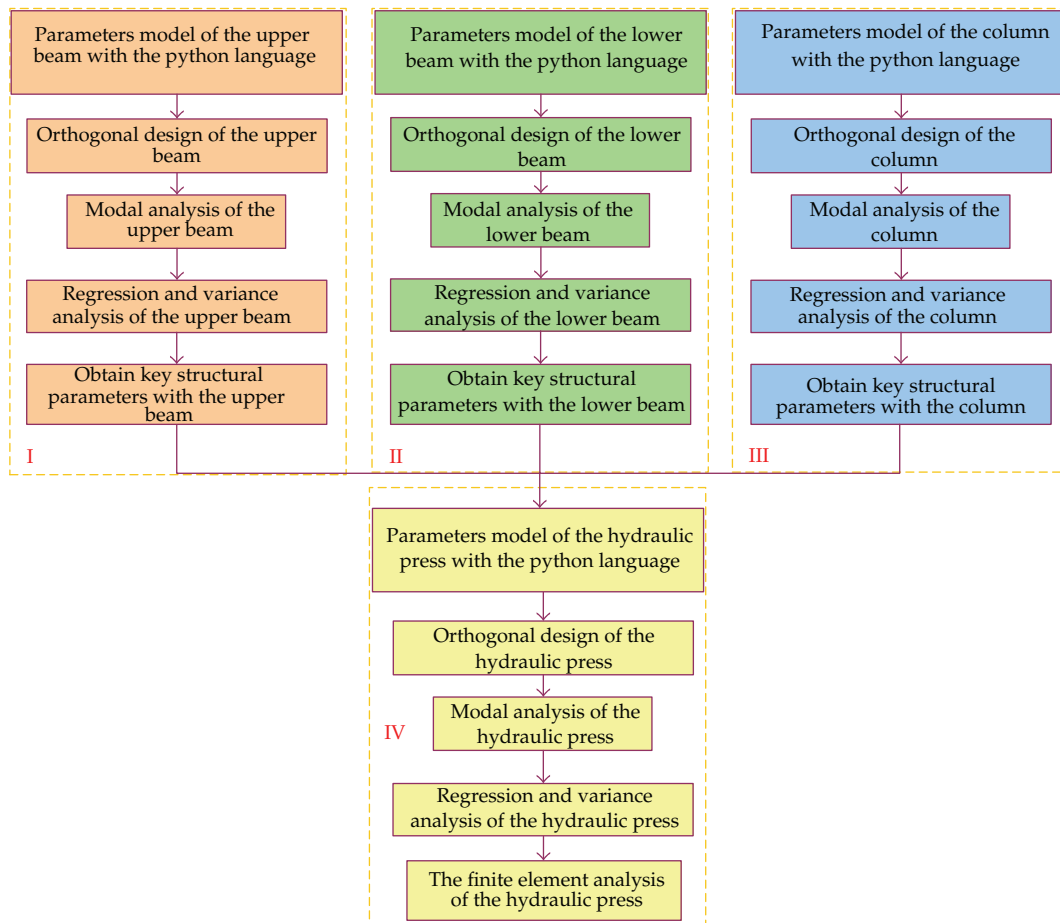 Parameters model of the upper
beam with the python language
Orthogonal design of the upper
beam
Modal analysis of the
upper beam
Regression and variance
analysis of the upper beam
Obtain key structural
parameters with the upper
beam
I
Parameters model of the lower
beam with the python language
Orthogonal design of the lower
beam
Modal analysis of the
lower beam
Regression and variance
analysis of the lower beam
Obtain key structural
parameters with the lower beam
II
Parameters model of the column
with the python language
Orthogonal design of the
column
Modal analysis of the
column
Regression and variance
analysis of the column
Obtain key structural
parameters with the column
III
Parameters model of the hydraulic
press with the python language
Orthogonal design of the
hydraulic press
Modal analysis of the
hydraulic press
IV
Regression and variance
analysis of the hydraulic press
The finite element analysis
of the hydraulic press